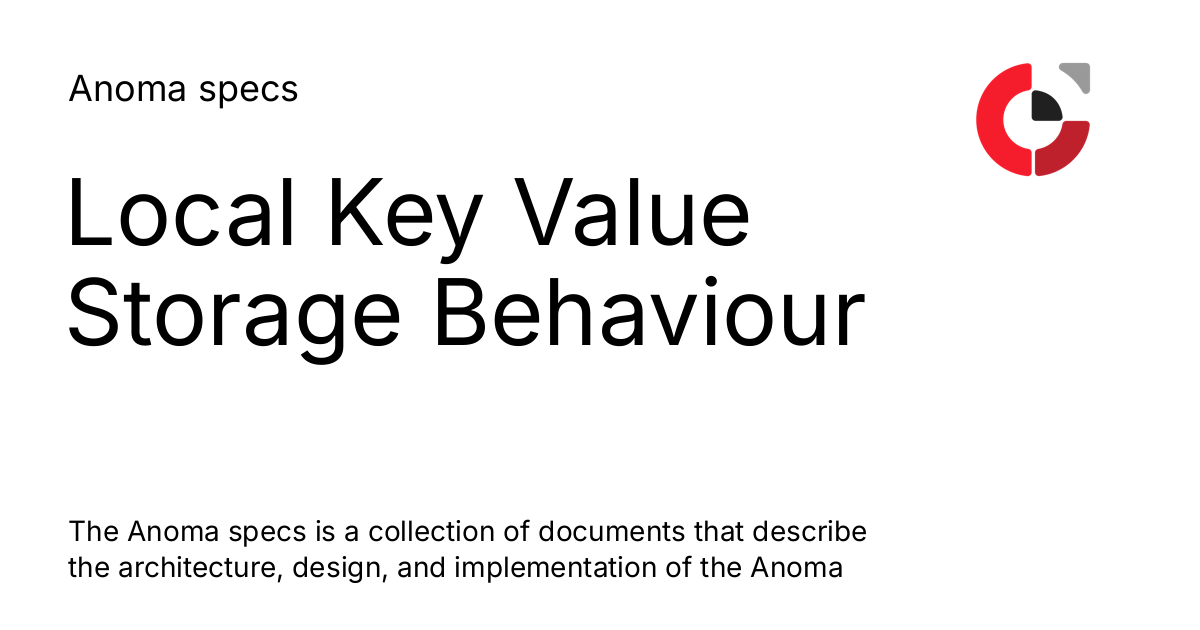 Anoma specs
Local Key Value
Storage Behaviour
The Anoma specs is a collection of documents that describe
the architecture, design, and implementation of the Anoma